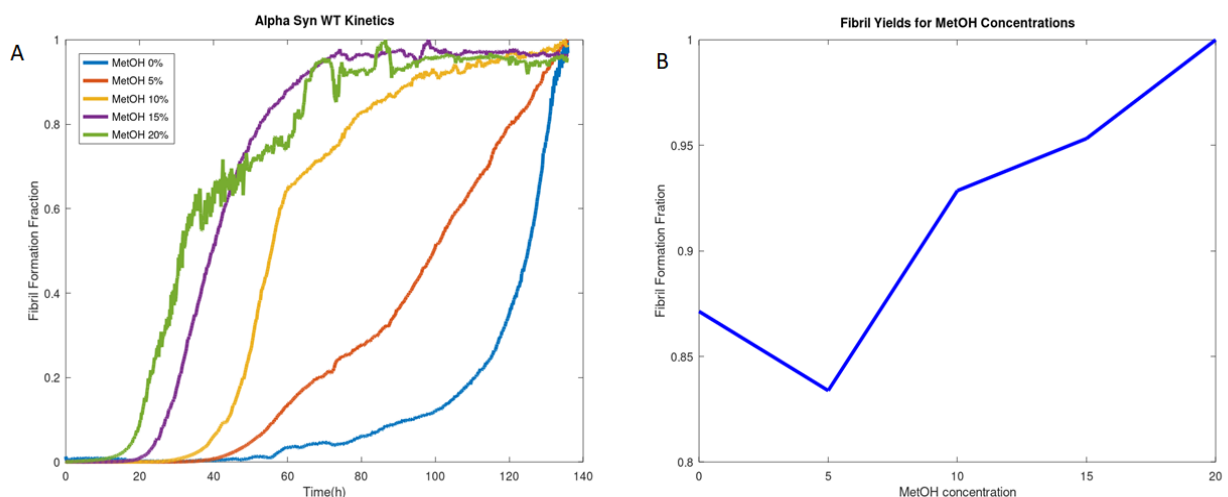 A
Alpha Syn WT Kinetics
Fibril Formation Fraction
1
0.8
0.6
0.4
0.2
0
MetOH 0%
MetOH 5%
MetOH 10%
MetOH 15%
MetOH 20%
0 20 40 60 80 100 120 140
Time(h)
B
Fibril Yields for MetOH Concentrations
Fibril Formation Fration
1
0.95
0.9
0.85
0.8
0 5 10 15 20
MetOH concentration